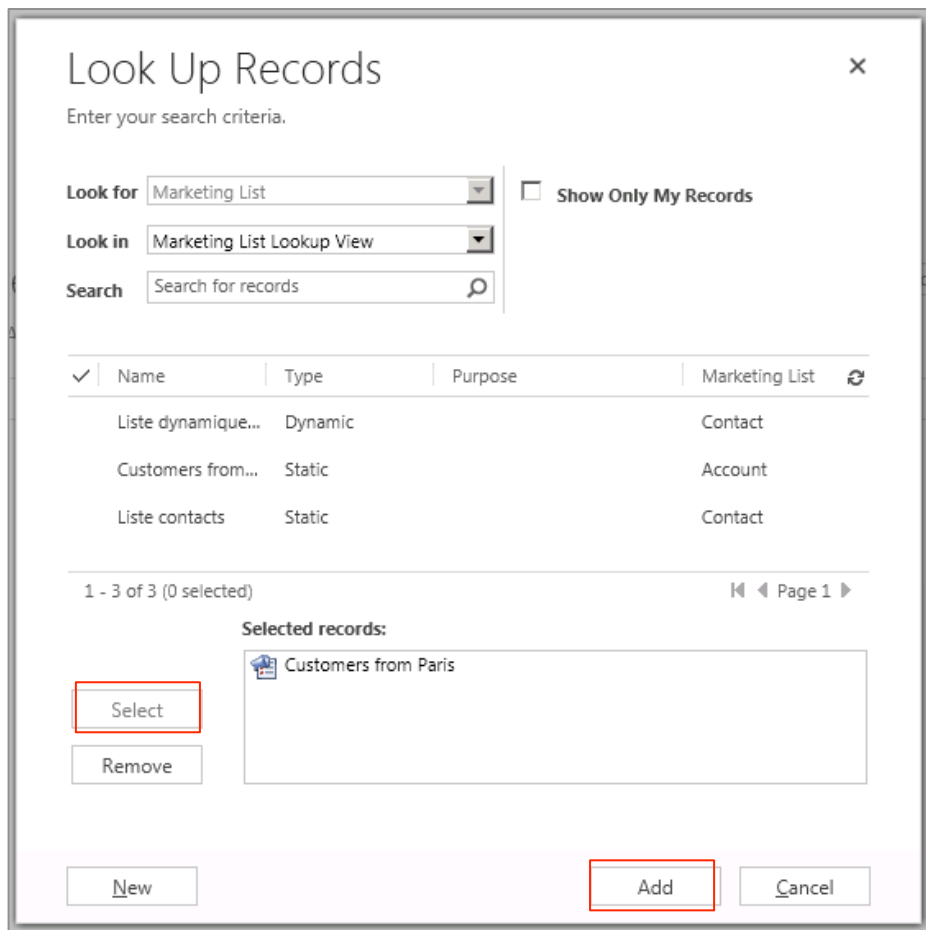 Look Up Records
Enter your search criteria.
Look for Marketing List
Show Only My Records
Look in Marketing List Lookup View
Search Search for records
Name Type Purpose Marketing List
Liste dynamique... Dynamic Contact
Customers from... Static Account
Liste contacts Static Contact
1 - 3 of 3 (0 selected) Page 1
Selected records:
Customers from Paris
Select
Remove
New Add Cancel